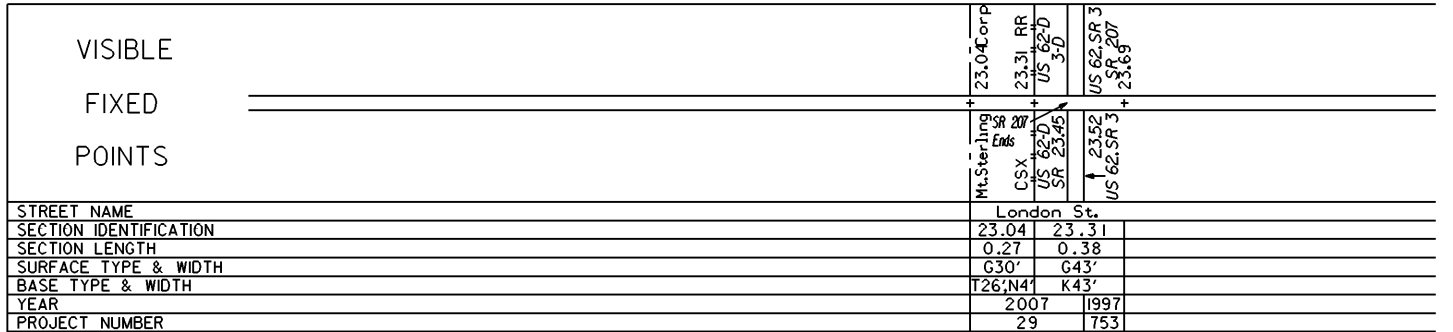 VISIBLE
FIXED
POINTS
23.04 Corp
23.31 RR
US 62-D
3-D
US 62, SR 3
SR 207
23.69
Mt. Sterling
SR 207
Ends
CSX
US 62-D
SR 23.45
23.52
US 62, SR 3
STREET NAME London St.
SECTION IDENTIFICATION 23.04 23.31
SECTION LENGTH 0.27 0.38
SURFACE TYPE & WIDTH G30' G43'
BASE TYPE & WIDTH T26',N4' K43'
YEAR 2007 1997
PROJECT NUMBER 29 753